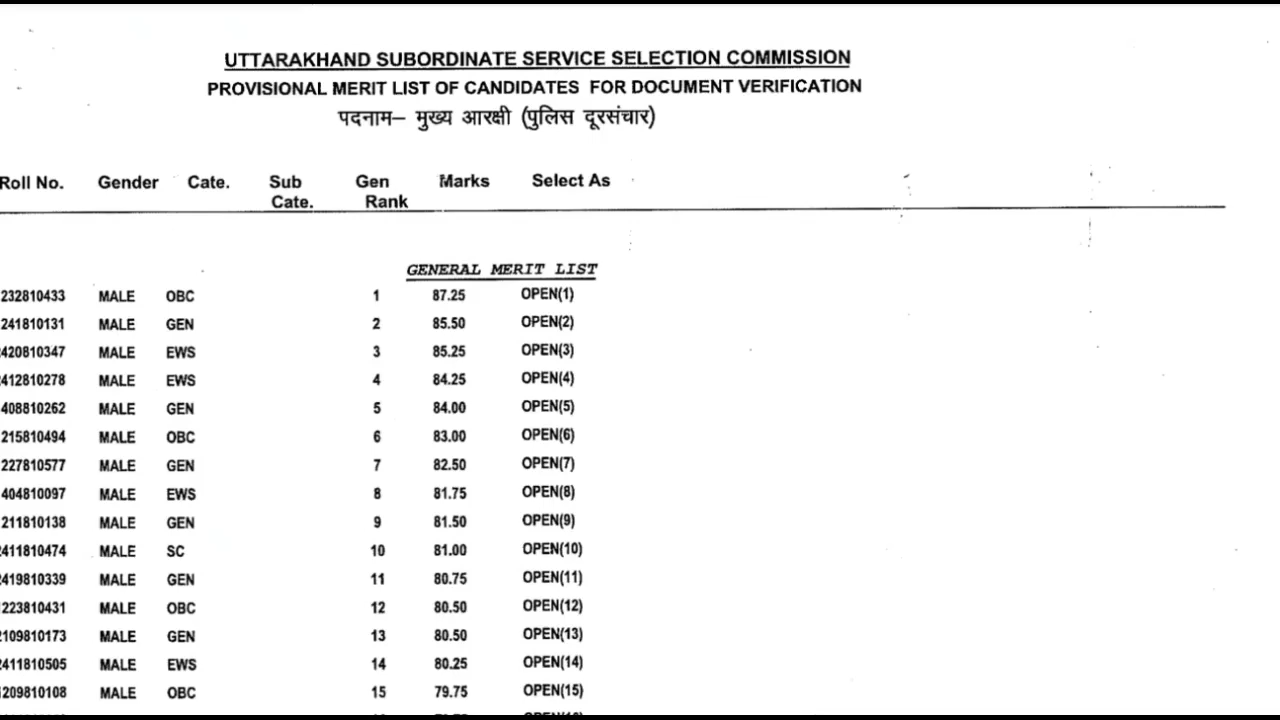 UTTARAKHAND SUBORDINATE SERVICE SELECTION COMMISSION
PROVISIONAL MERIT LIST OF CANDIDATES FOR DOCUMENT VERIFICATION
पदनाम– मुख्य आरक्षी (पुलिस दूरसंचार)
Roll No. Gender Cate. Sub Cate. Gen Rank Marks Select As
GENERAL MERIT LIST
232810433 MALE OBC 1 87.25 OPEN(1)
241810131 MALE GEN 2 85.50 OPEN(2)
420810347 MALE EWS 3 85.25 OPEN(3)
412810278 MALE EWS 4 84.25 OPEN(4)
408810262 MALE GEN 5 84.00 OPEN(5)
215810494 MALE OBC 6 83.00 OPEN(6)
227810577 MALE GEN 7 82.50 OPEN(7)
404810097 MALE EWS 8 81.75 OPEN(8)
211810138 MALE GEN 9 81.50 OPEN(9)
411810474 MALE SC 10 81.00 OPEN(10)
419810339 MALE GEN 11 80.75 OPEN(11)
223810431 MALE OBC 12 80.50 OPEN(12)
109810173 MALE GEN 13 80.50 OPEN(13)
411810505 MALE EWS 14 80.25 OPEN(14)
209810108 MALE OBC 15 79.75 OPEN(15)